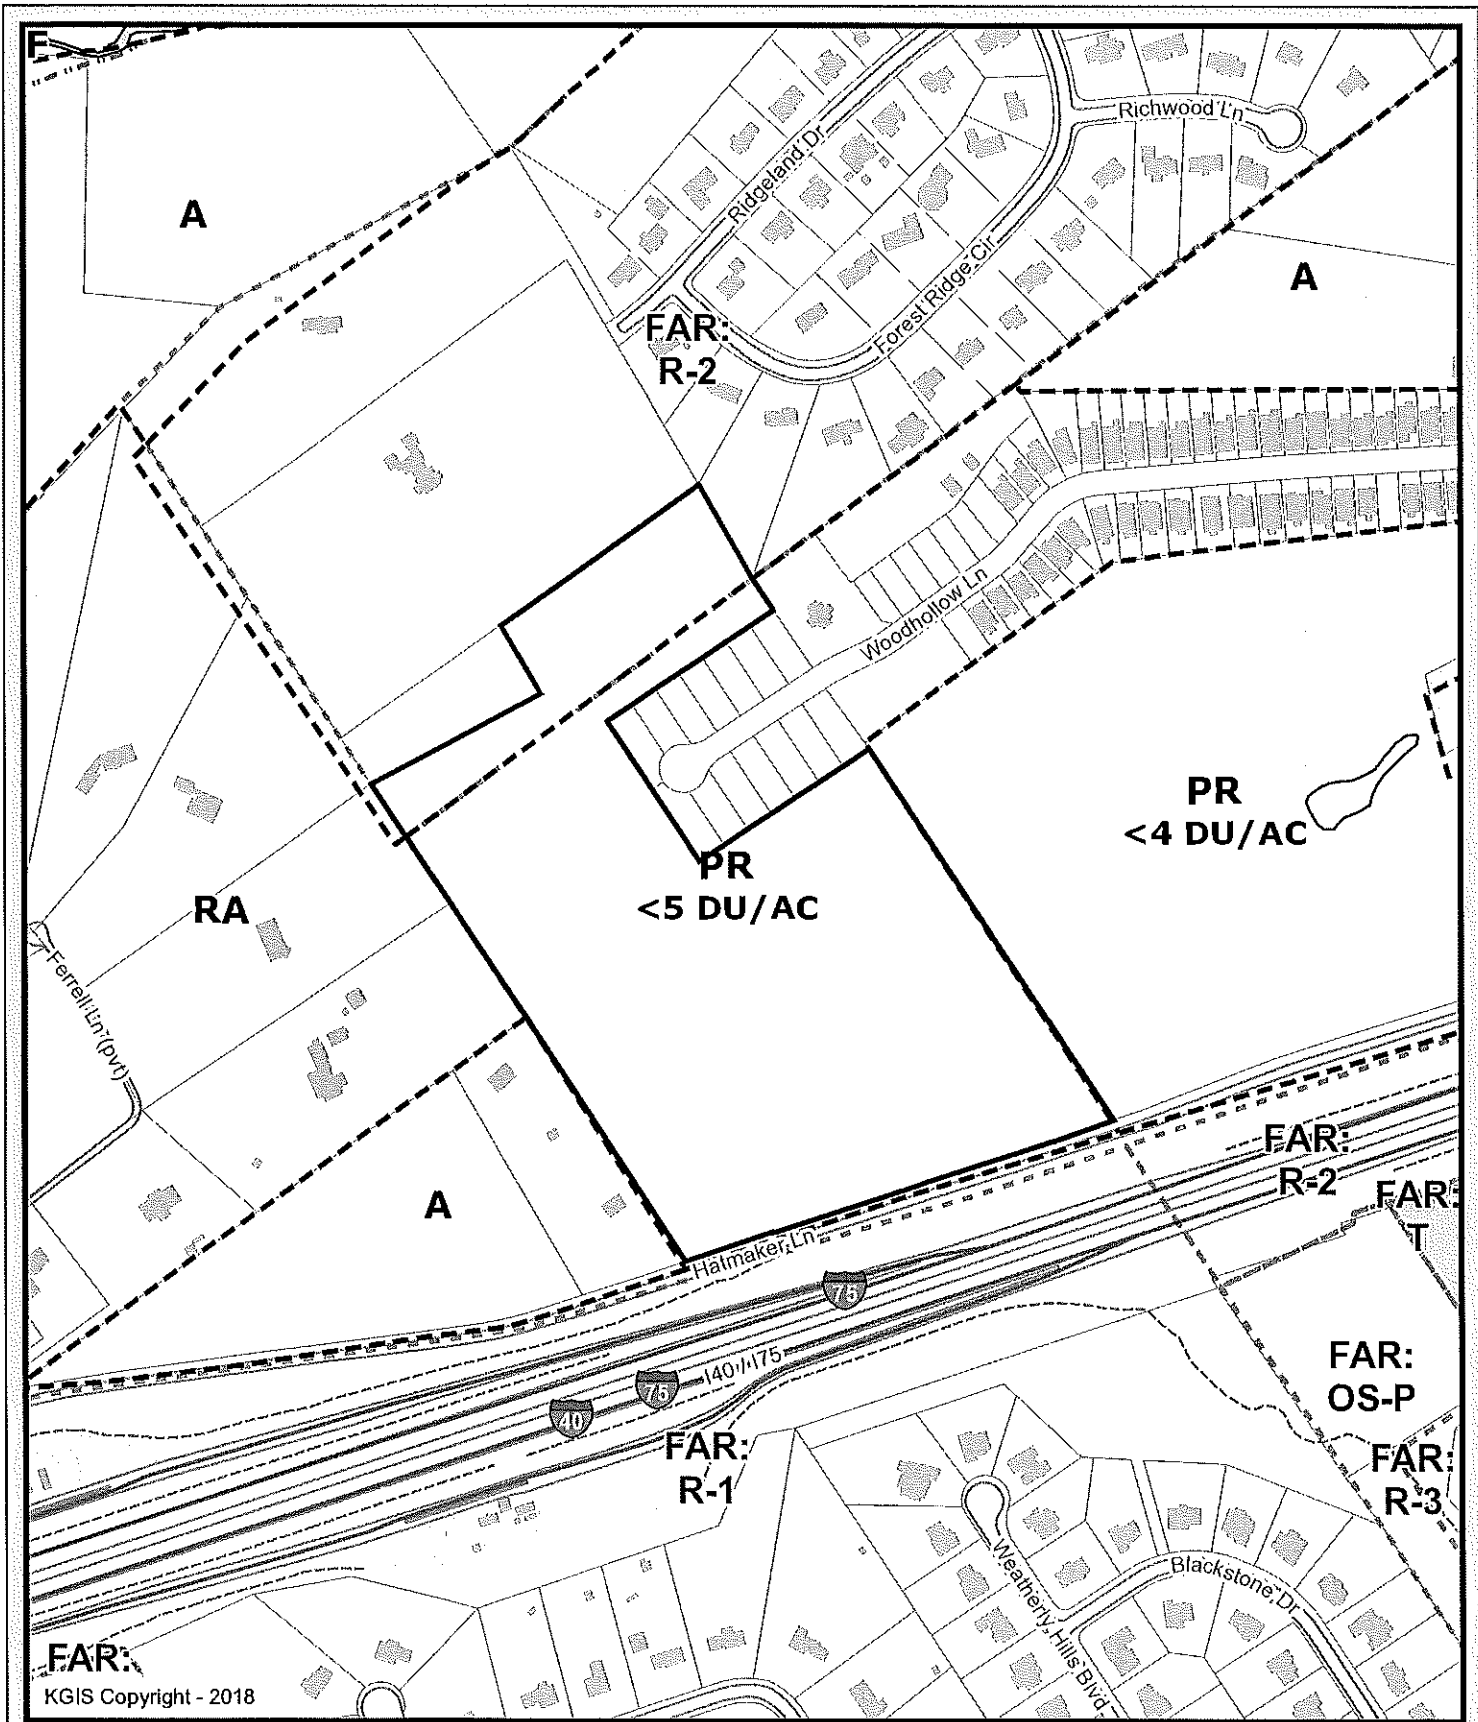 F
Richwood Ln
Ridgeland Dr
A
A
Forest Ridge Cir
FAR:
R-2
Woodhollow Ln
PR
<4 DU/AC
PR
<5 DU/AC
RA
Ferrell Ln (pvt)
FAR:
R-2
FAR:
T
A
Hatmaker Ln
75
FAR:
OS-P
I40 / I75
75
40
FAR:
R-1
FAR:
R-3
Weatherly Hills Blvd
Blackstone Dr
FAR:
KGIS Copyright - 2018